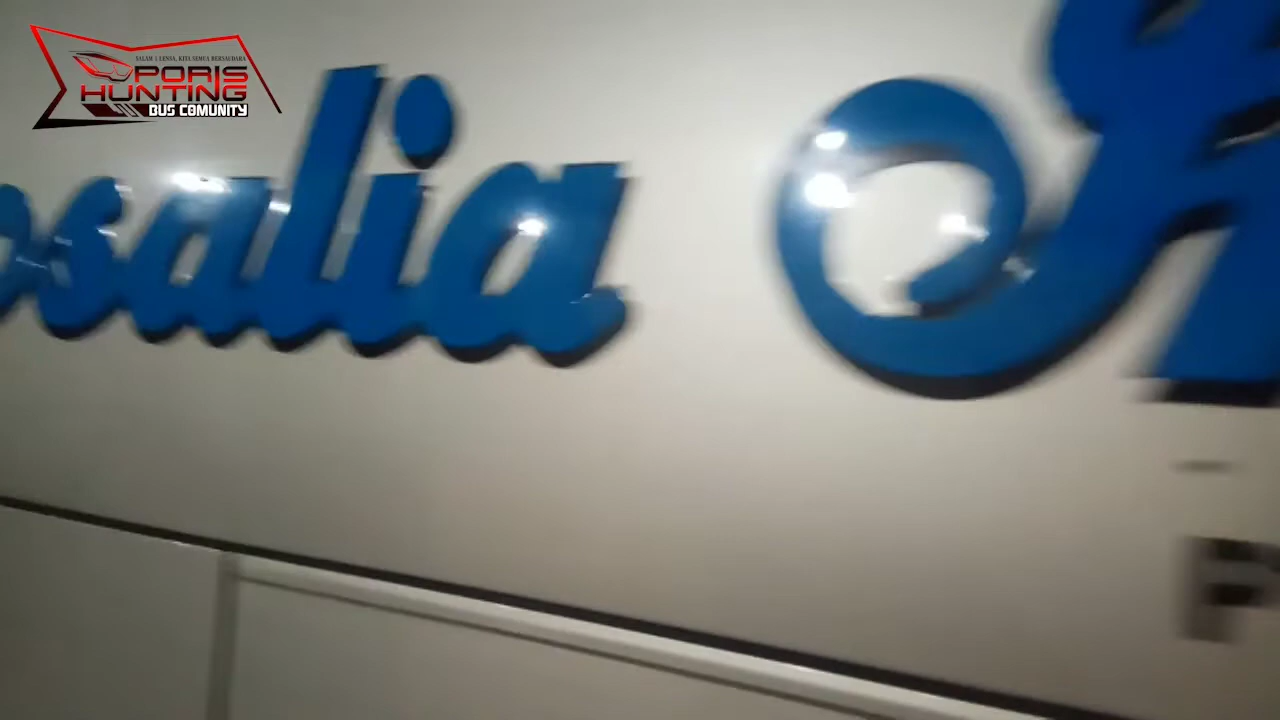 SALAM 1 LENSA, KITA SEMUA BERSAUDARA
PORIS
HUNTING
BUS COMUNITY
osalia
P